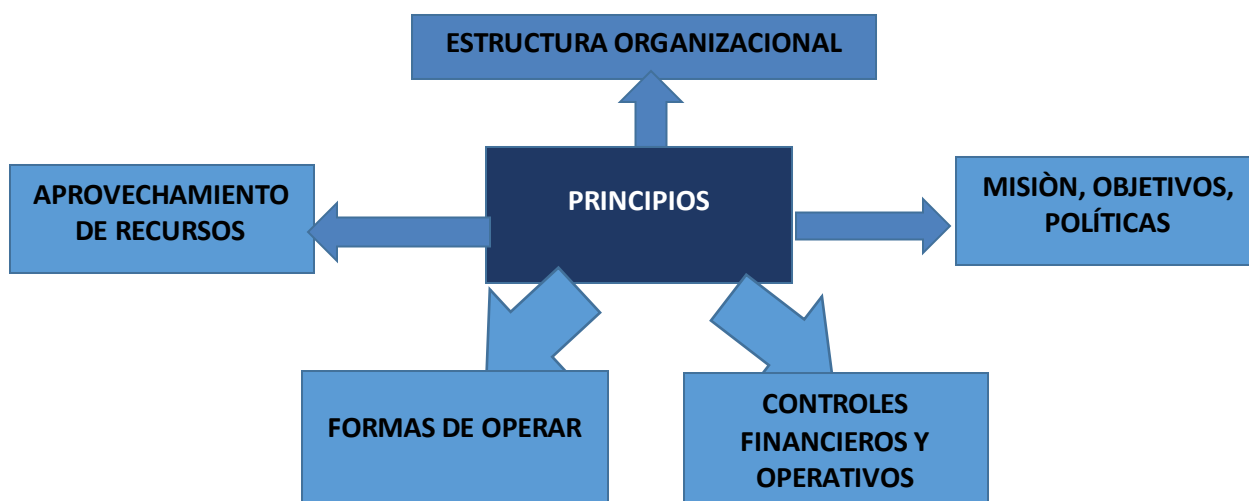 ESTRUCTURA ORGANIZACIONAL
PRINCIPIOS
APROVECHAMIENTO
DE RECURSOS
MISIÒN, OBJETIVOS,
POLÍTICAS
FORMAS DE OPERAR
CONTROLES
FINANCIEROS Y
OPERATIVOS